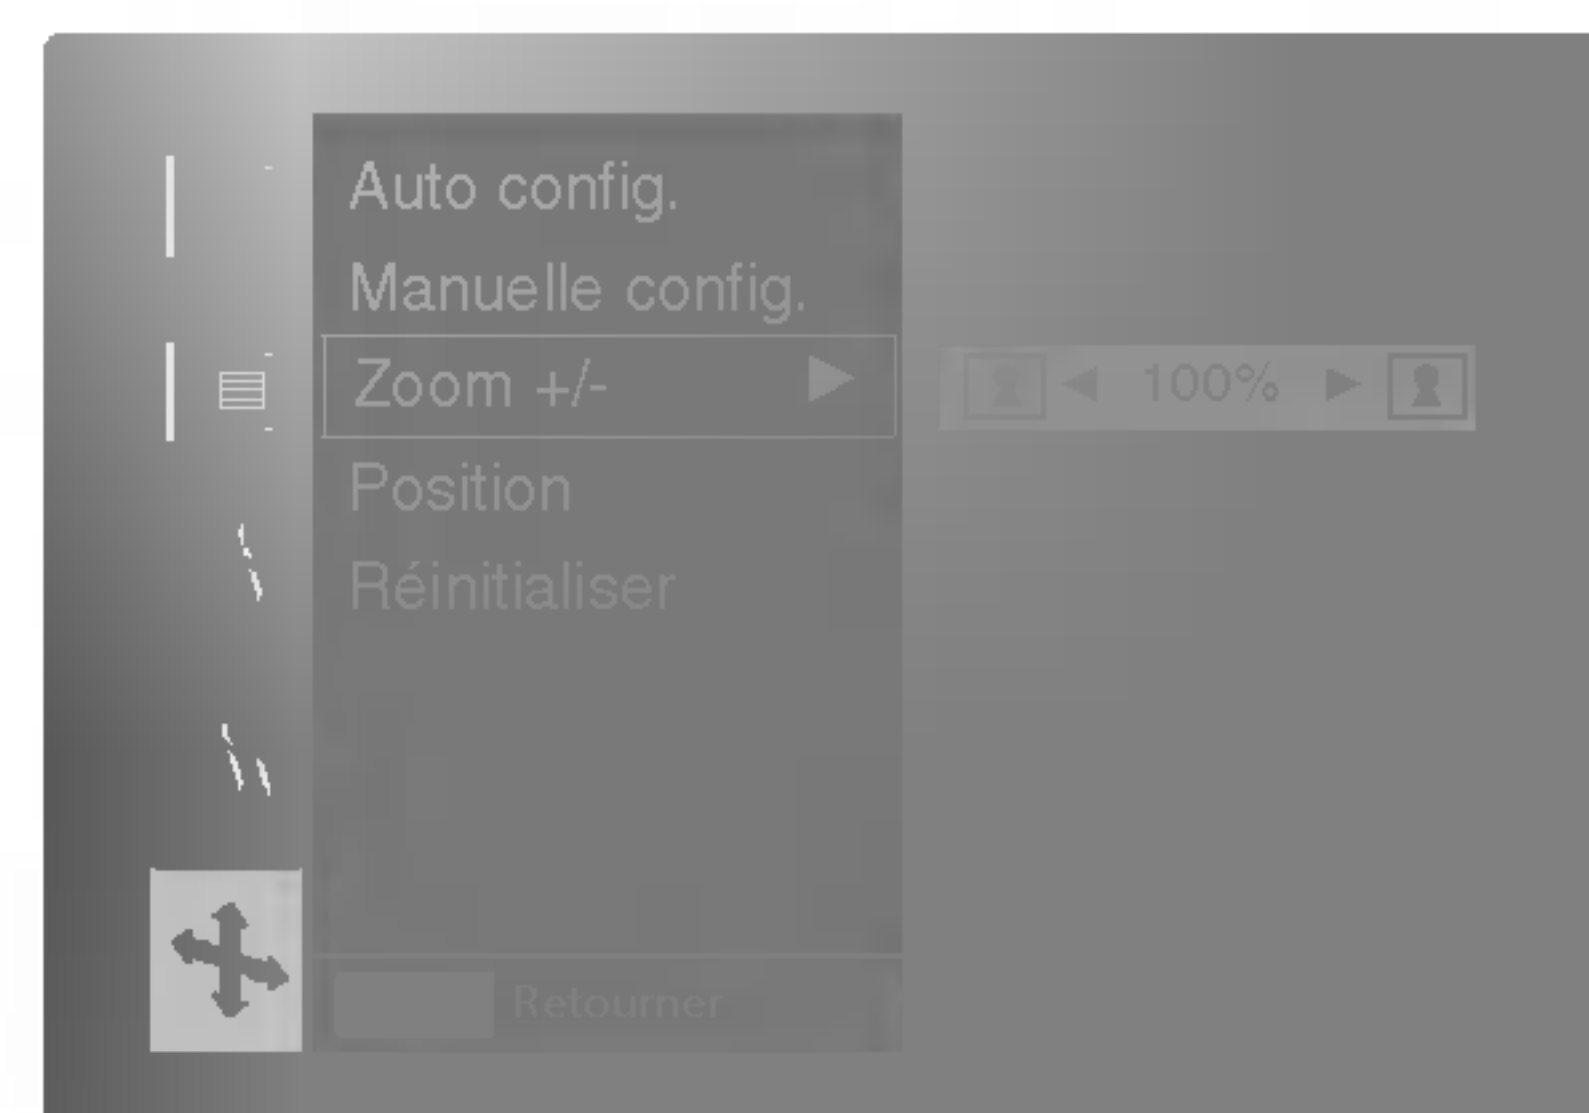 Auto config.
Manuelle config.
Zoom +/-
100%
Position
Réinitialiser
Retourner